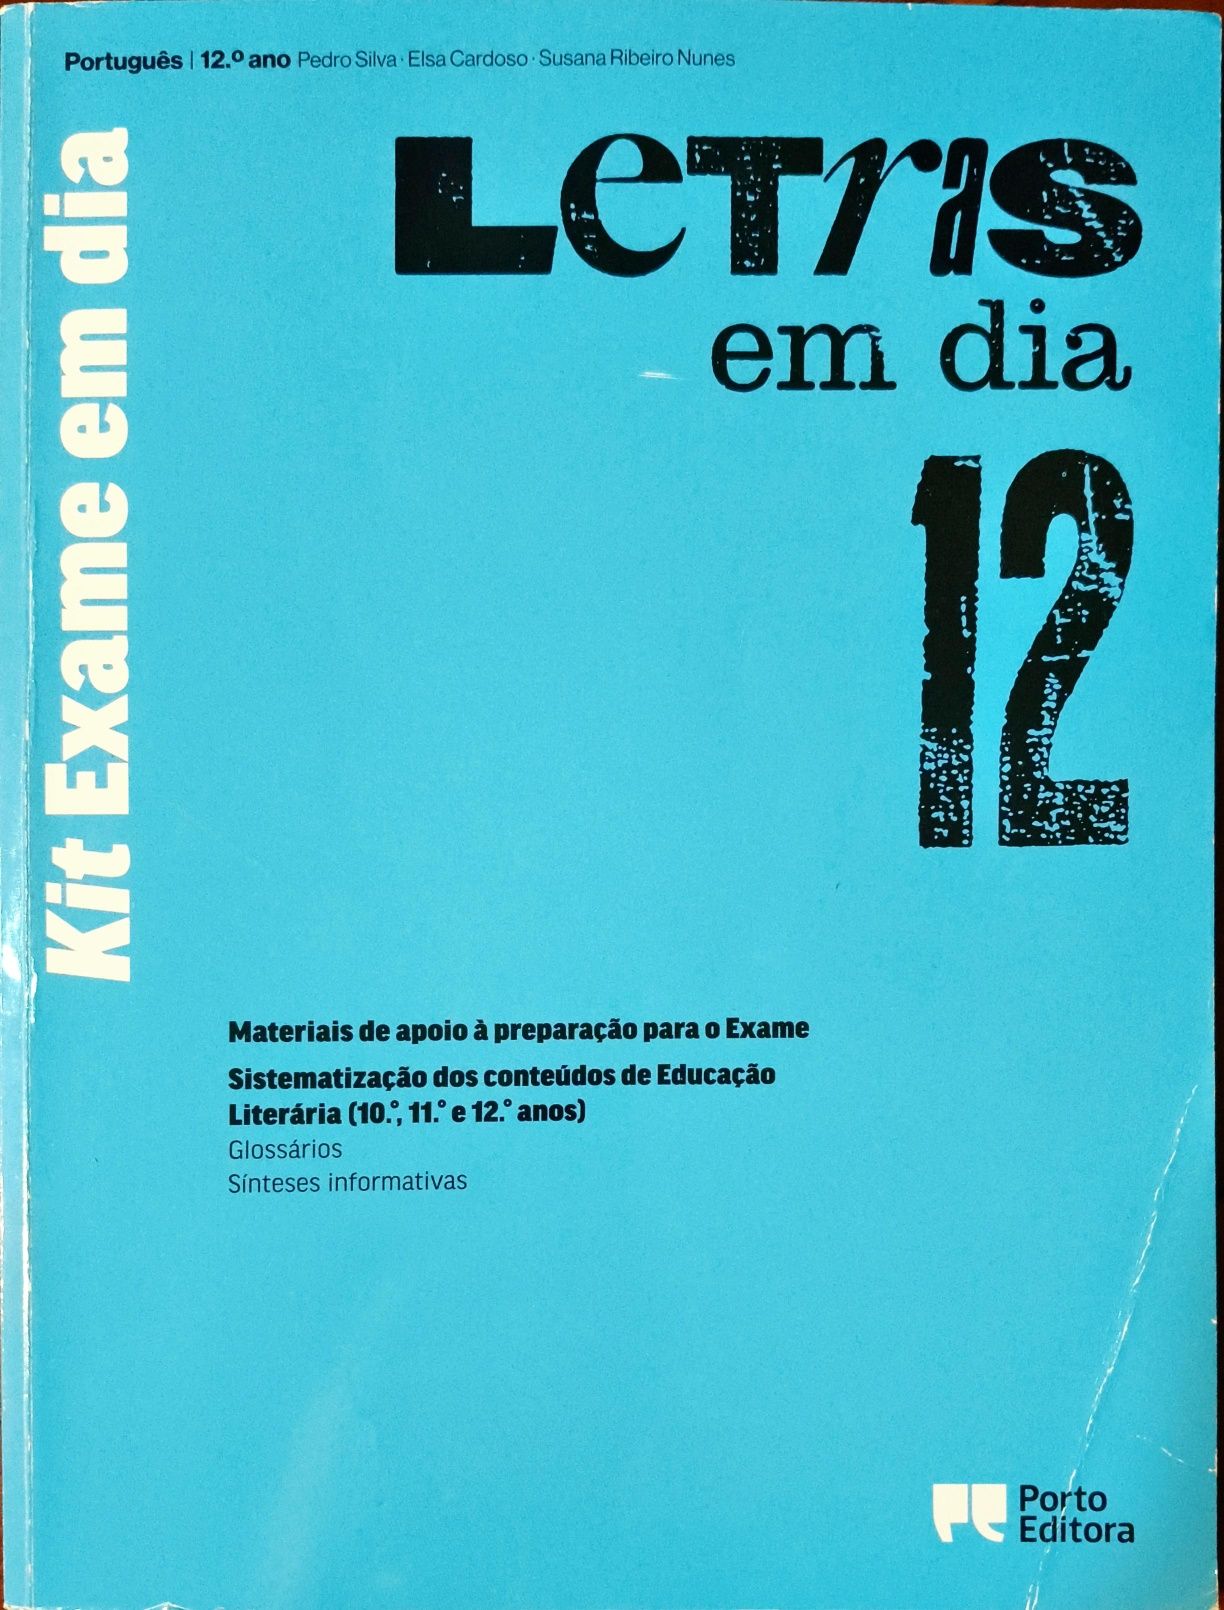 Português | 12.º ano Pedro Silva · Elsa Cardoso · Susana Ribeiro Nunes
Kit Exame em dia
Letras
em dia
12
Materiais de apoio à preparação para o Exame
Sistematização dos conteúdos de Educação
Literária (10.º, 11.º e 12.º anos)
Glossários
Sínteses informativas
Porto
Editora